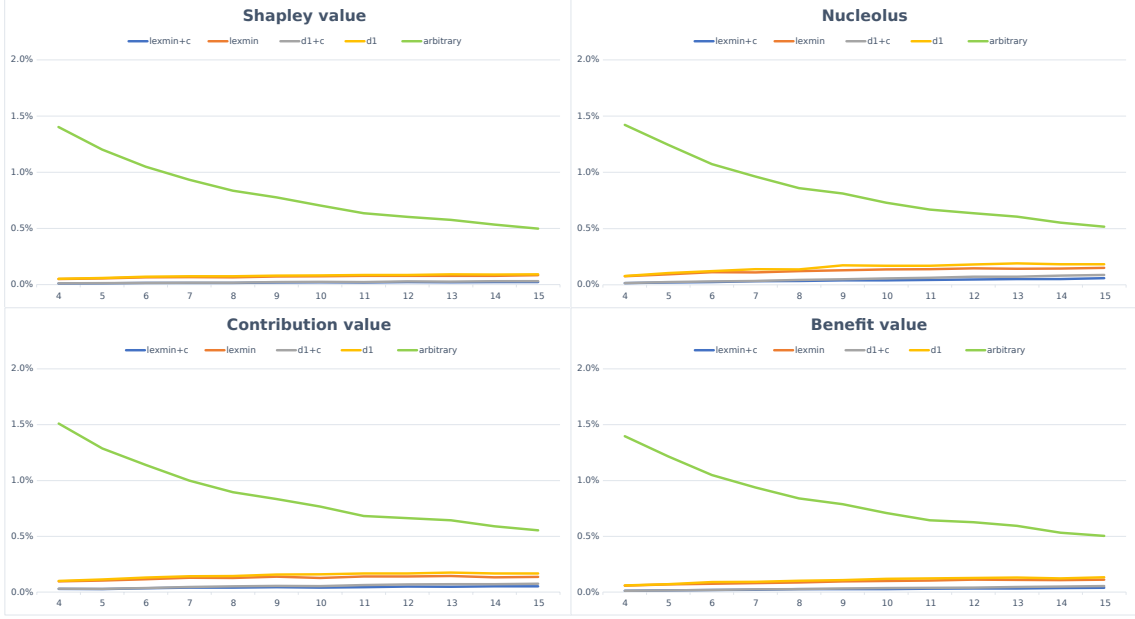 Shapley value
lexmin+c lexmin d1+c d1 arbitrary
2.0%
1.5%
1.0%
0.5%
0.0%
4 5 6 7 8 9 10 11 12 13 14 15
Nucleolus
lexmin+c lexmin d1+c d1 arbitrary
2.0%
1.5%
1.0%
0.5%
0.0%
4 5 6 7 8 9 10 11 12 13 14 15
Contribution value
lexmin+c lexmin d1+c d1 arbitrary
2.0%
1.5%
1.0%
0.5%
0.0%
4 5 6 7 8 9 10 11 12 13 14 15
Benefit value
lexmin+c lexmin d1+c d1 arbitrary
2.0%
1.5%
1.0%
0.5%
0.0%
4 5 6 7 8 9 10 11 12 13 14 15